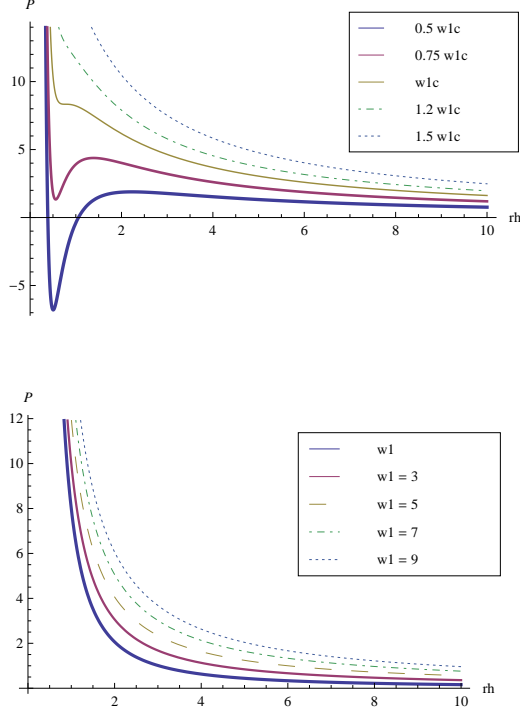 P
0.5 w1c
0.75 w1c
w1c
1.2 w1c
1.5 w1c
10
5
-5
2 4 6 8 10 rh
P
12
10
8
6
4
2
w1
w1 = 3
w1 = 5
w1 = 7
w1 = 9
2 4 6 8 10 rh